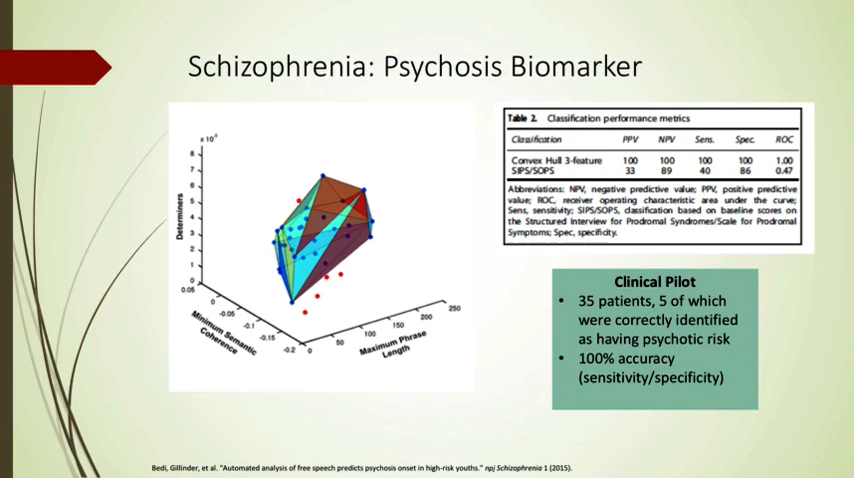 Schizophrenia: Psychosis Biomarker
x 10⁻³
8
7
6
5
4
3
2
1
0
Determiners
0.05
0
-0.05
-0.1
-0.15
-0.2
Minimum Semantic
Coherence
0
50
100
150
200
250
Maximum Phrase
Length
Table 2. Classification performance metrics
Classification PPV NPV Sens. Spec. ROC
Convex Hull 3-feature 100 100 100 100 1.00
SIPS/SOPS 33 89 40 86 0.47
Abbreviations: NPV, negative predictive value; PPV, positive predictive
value; ROC, receiver operating characteristic area under the curve;
Sens, sensitivity; SIPS/SOPS, classification based on baseline scores on
the Structured Interview for Prodromal Syndromes/Scale for Prodromal
Symptoms; Spec, specificity.
Clinical Pilot
• 35 patients, 5 of which
were correctly identified
as having psychotic risk
• 100% accuracy
(sensitivity/specificity)
Bedi, Gillinder, et al. "Automated analysis of free speech predicts psychosis onset in high-risk youths." npj Schizophrenia 1 (2015).